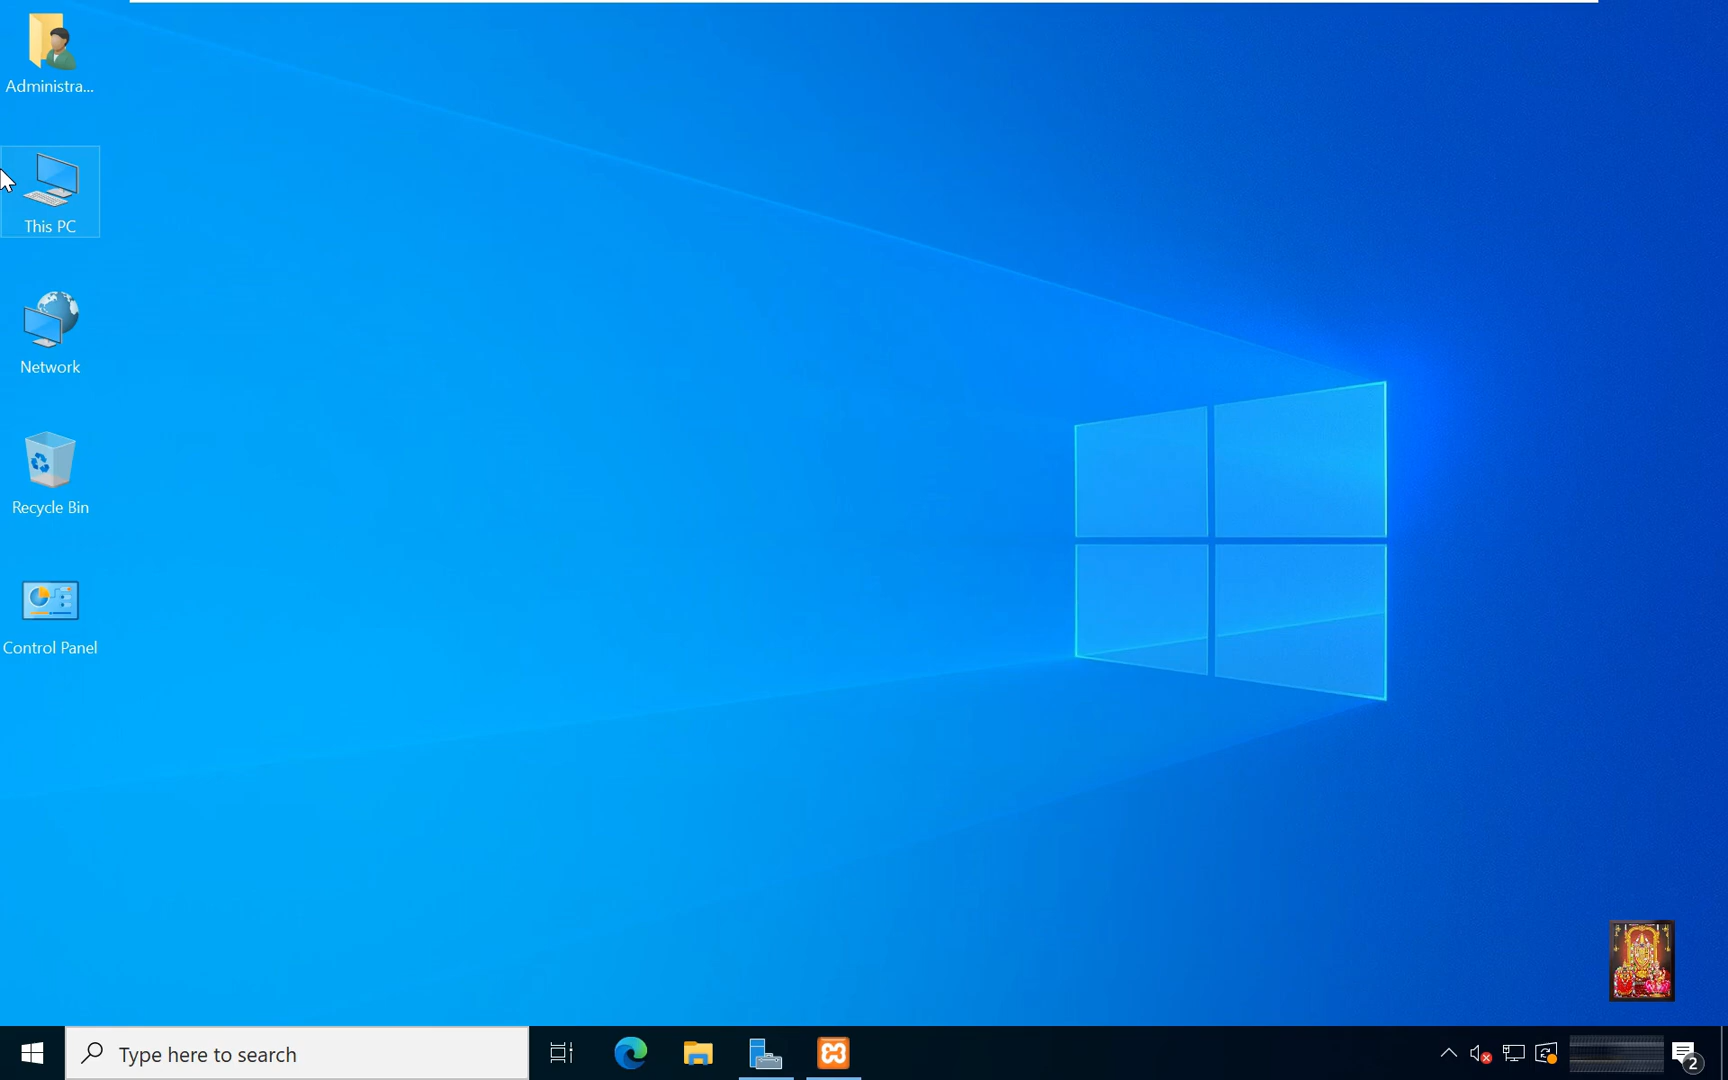 Administra...
This PC
Network
Recycle Bin
Control Panel
Type here to search
2